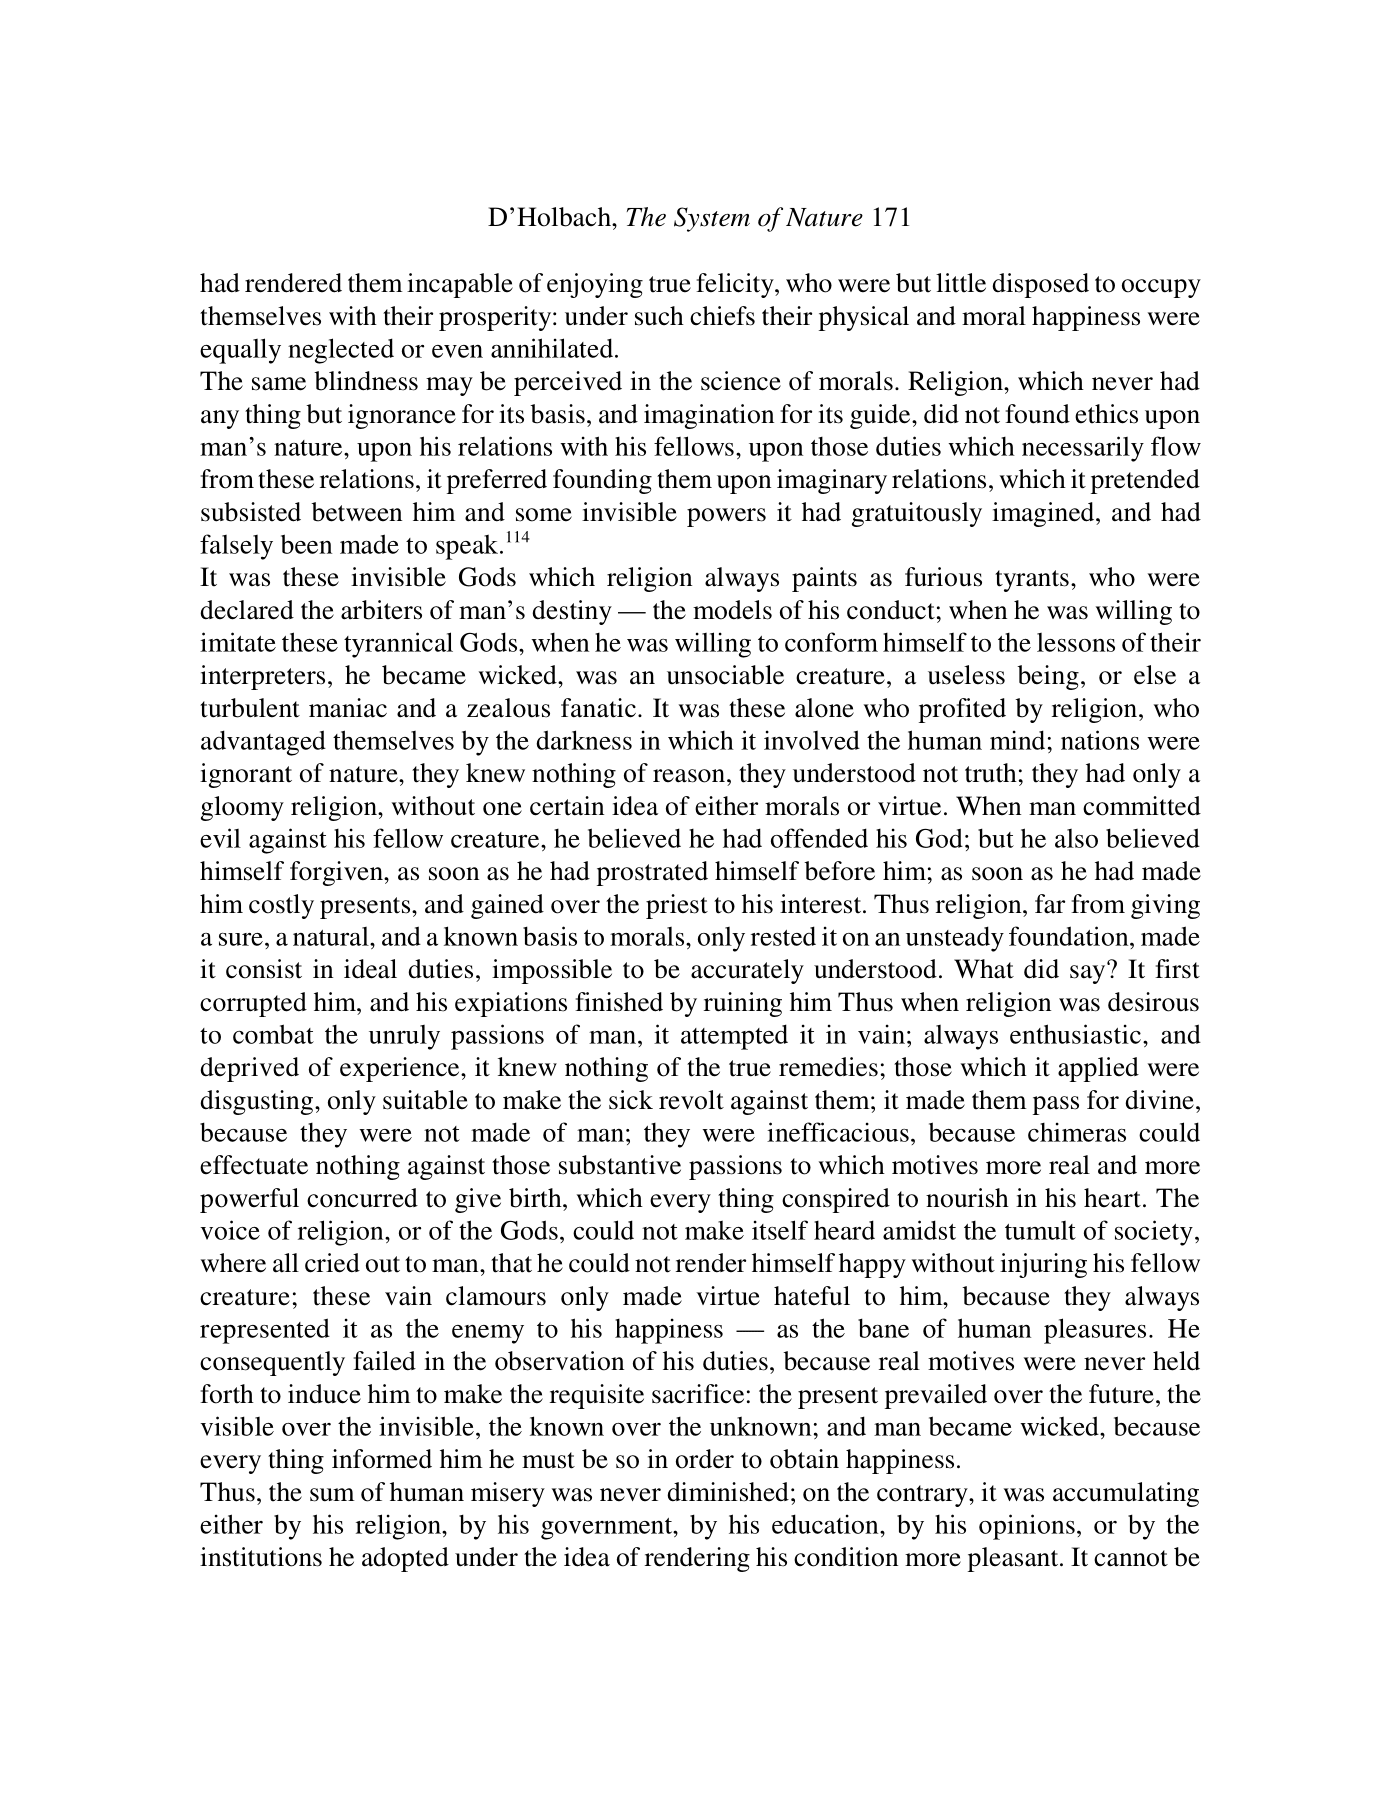 D’Holbach, The System of Nature 171
had rendered them incapable of enjoying true felicity, who were but little disposed to occupy
themselves with their prosperity: under such chiefs their physical and moral happiness were
equally neglected or even annihilated.
The same blindness may be perceived in the science of morals. Religion, which never had
any thing but ignorance for its basis, and imagination for its guide, did not found ethics upon
man’s nature, upon his relations with his fellows, upon those duties which necessarily flow
from these relations, it preferred founding them upon imaginary relations, which it pretended
subsisted between him and some invisible powers it had gratuitously imagined, and had
falsely been made to speak.114
It was these invisible Gods which religion always paints as furious tyrants, who were
declared the arbiters of man’s destiny — the models of his conduct; when he was willing to
imitate these tyrannical Gods, when he was willing to conform himself to the lessons of their
interpreters, he became wicked, was an unsociable creature, a useless being, or else a
turbulent maniac and a zealous fanatic. It was these alone who profited by religion, who
advantaged themselves by the darkness in which it involved the human mind; nations were
ignorant of nature, they knew nothing of reason, they understood not truth; they had only a
gloomy religion, without one certain idea of either morals or virtue. When man committed
evil against his fellow creature, he believed he had offended his God; but he also believed
himself forgiven, as soon as he had prostrated himself before him; as soon as he had made
him costly presents, and gained over the priest to his interest. Thus religion, far from giving
a sure, a natural, and a known basis to morals, only rested it on an unsteady foundation, made
it consist in ideal duties, impossible to be accurately understood. What did say? It first
corrupted him, and his expiations finished by ruining him Thus when religion was desirous
to combat the unruly passions of man, it attempted it in vain; always enthusiastic, and
deprived of experience, it knew nothing of the true remedies; those which it applied were
disgusting, only suitable to make the sick revolt against them; it made them pass for divine,
because they were not made of man; they were inefficacious, because chimeras could
effectuate nothing against those substantive passions to which motives more real and more
powerful concurred to give birth, which every thing conspired to nourish in his heart. The
voice of religion, or of the Gods, could not make itself heard amidst the tumult of society,
where all cried out to man, that he could not render himself happy without injuring his fellow
creature; these vain clamours only made virtue hateful to him, because they always
represented it as the enemy to his happiness — as the bane of human pleasures. He
consequently failed in the observation of his duties, because real motives were never held
forth to induce him to make the requisite sacrifice: the present prevailed over the future, the
visible over the invisible, the known over the unknown; and man became wicked, because
every thing informed him he must be so in order to obtain happiness.
Thus, the sum of human misery was never diminished; on the contrary, it was accumulating
either by his religion, by his government, by his education, by his opinions, or by the
institutions he adopted under the idea of rendering his condition more pleasant. It cannot be